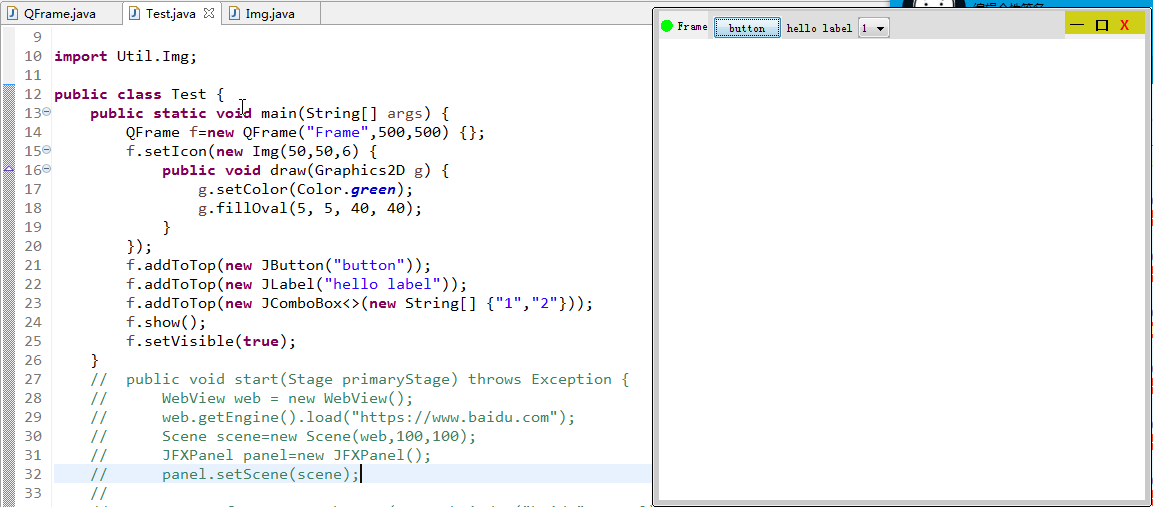 QFrame.java Test.java Img.java
9
10 import Util.Img;
11
12 public class Test {
13 public static void main(String[] args) {
14 QFrame f=new QFrame("Frame",500,500) {};
15 f.setIcon(new Img(50,50,6) {
16 public void draw(Graphics2D g) {
17 g.setColor(Color.green);
18 g.fillOval(5, 5, 40, 40);
19 }
20 });
21 f.addToTop(new JButton("button"));
22 f.addToTop(new JLabel("hello label"));
23 f.addToTop(new JComboBox<>(new String[] {"1","2"}));
24 f.show();
25 f.setVisible(true);
26 }
27 // public void start(Stage primaryStage) throws Exception {
28 // WebView web = new WebView();
29 // web.getEngine().load("https://www.baidu.com");
30 // Scene scene=new Scene(web,100,100);
31 // JFXPanel panel=new JFXPanel();
32 // panel.setScene(scene);
33 //
Frame button hello label 1 X